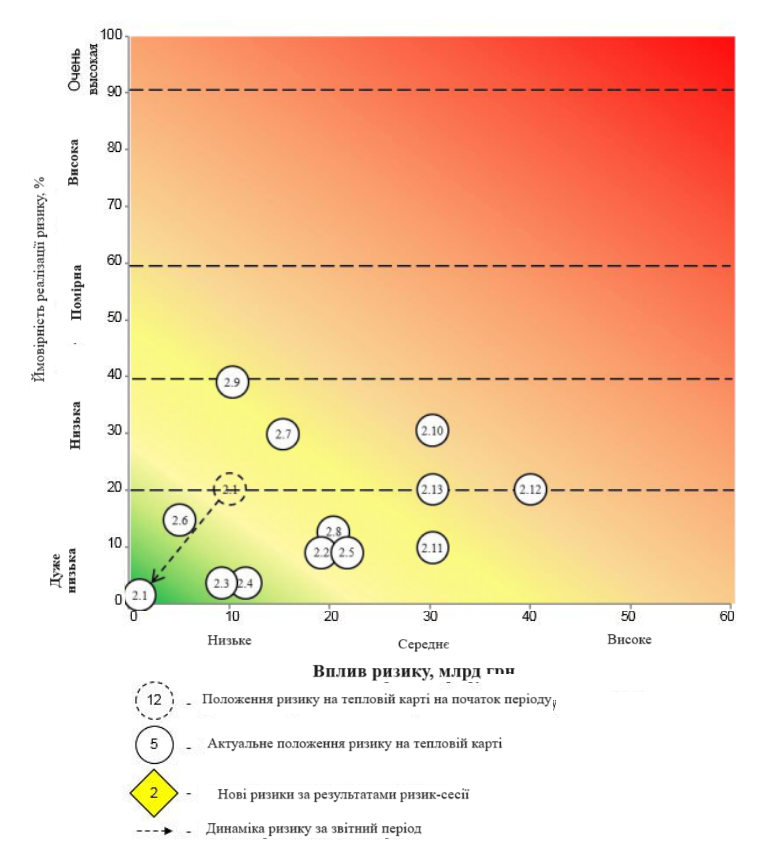 Ймовірність реалізації ризику, %
Очень
высокая
Висока
Помірна
Низька
Дуже
низька
100
90
80
70
60
50
40
30
20
10
0
2.9
2.7
2.10
2.1
2.13
2.12
2.6
2.8
2.2
2.5
2.11
2.3
2.4
2.1
0
10
20
30
40
50
60
Низьке
Середнє
Високе
Вплив ризику, млрд грн
12 - Положення ризику на тепловій карті на початок періоду
5 - Актуальне положення ризику на тепловій карті
2 - Нові ризики за результатами ризик-сесії
- Динаміка ризику за звітний період